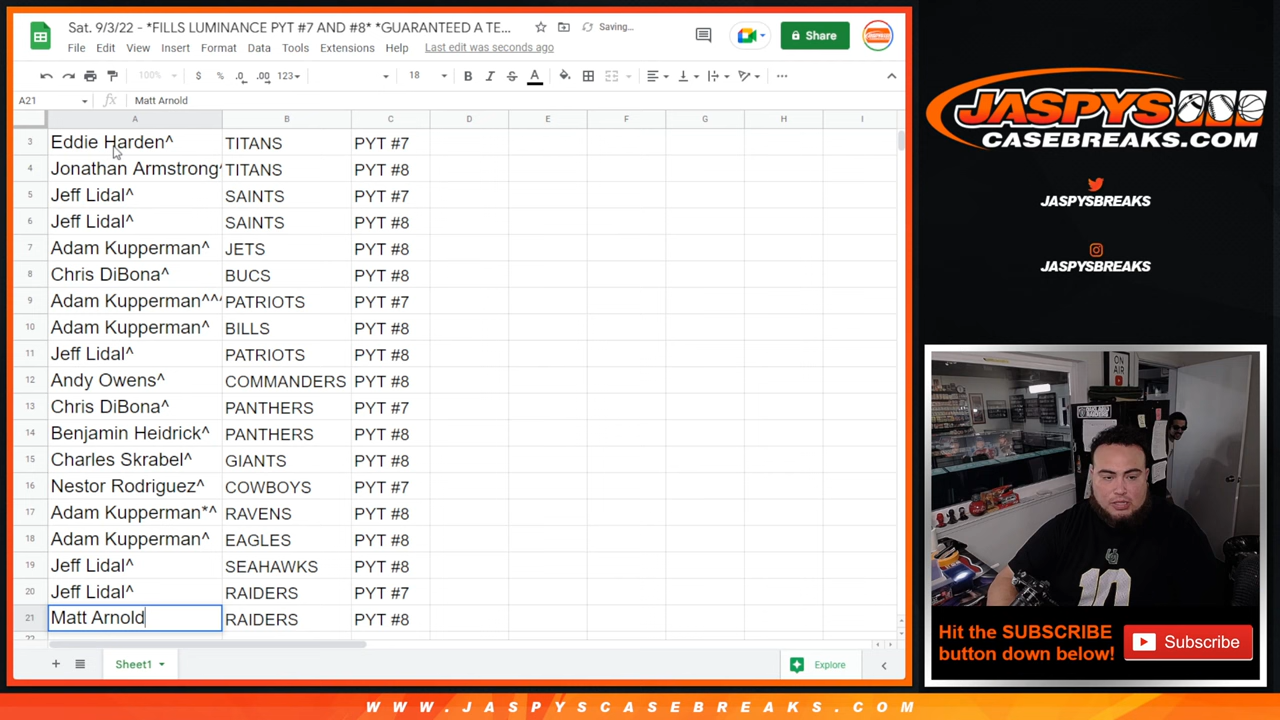 Sat. 9/3/22 - *FILLS LUMINANCE PYT #7 AND #8* *GUARANTEED A TE...
Saving...
Share
File Edit View Insert Format Data Tools Extensions Help Last edit was seconds ago
100% $ % .0 .00 123 18 B I S A
A21 fx Matt Arnold
A B C D E F G H I
3 Eddie Harden^ TITANS PYT #7
4 Jonathan Armstrong^ TITANS PYT #8
5 Jeff Lidal^ SAINTS PYT #7
6 Jeff Lidal^ SAINTS PYT #8
7 Adam Kupperman^ JETS PYT #8
8 Chris DiBona^ BUCS PYT #8
9 Adam Kupperman^^^ PATRIOTS PYT #7
10 Adam Kupperman^ BILLS PYT #8
11 Jeff Lidal^ PATRIOTS PYT #8
12 Andy Owens^ COMMANDERS PYT #8
13 Chris DiBona^ PANTHERS PYT #7
14 Benjamin Heidrick^ PANTHERS PYT #8
15 Charles Skrabel^ GIANTS PYT #8
16 Nestor Rodriguez^ COWBOYS PYT #7
17 Adam Kupperman*^ RAVENS PYT #8
18 Adam Kupperman^ EAGLES PYT #8
19 Jeff Lidal^ SEAHAWKS PYT #8
20 Jeff Lidal^ RAIDERS PYT #7
21 Matt Arnold RAIDERS PYT #8
22
Sheet1
Explore
JASPYS
CASEBREAKS.COM
JASPYSBREAKS
JASPYSBREAKS
ON AIR
10
Hit the SUBSCRIBE
button down below!
Subscribe
WWW.JASPYSCASEBREAKS.COM